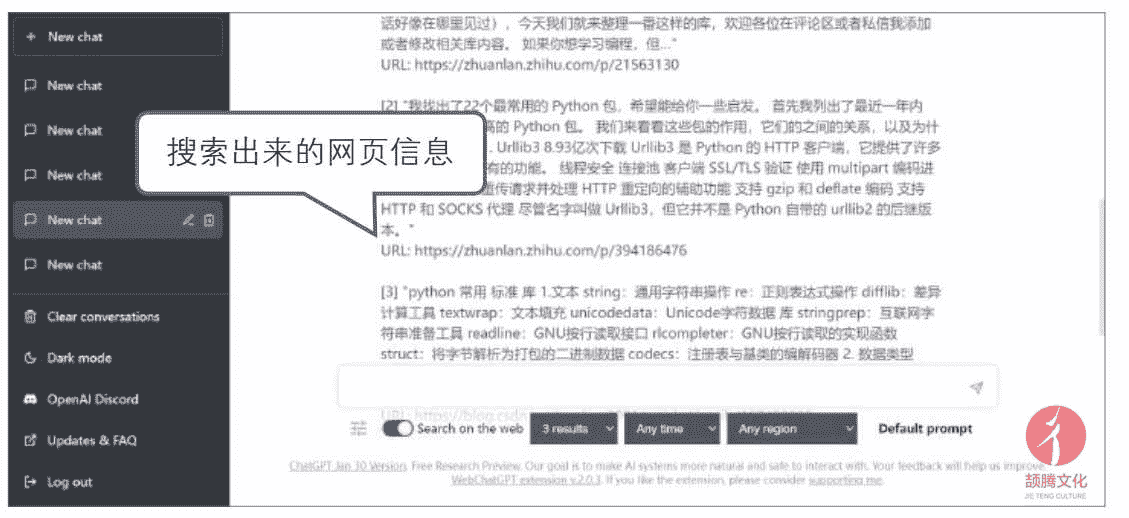 + New chat
New chat
New chat
New chat
New chat
New chat
Clear conversations
Dark mode
OpenAI Discord
Updates & FAQ
Log out
话好像在哪里见过），今天我们就来整理一番这样的库，欢迎各位在评论区或者私信我添加
或者修改相关库内容。 如果你想学习编程，但..."
URL: https://zhuanlan.zhihu.com/p/21563130
[2] "我找出了22个最常用的 Python 包，希望能给你一些启发。 首先我列出了最近一年内
高的 Python 包。 我们来看看这些包的作用，它们的之间的关系，以及为什
. Urllib3 8.93亿次下载 Urllib3 是 Python 的 HTTP 客户端，它提供了许多
有的功能。 线程安全 连接池 客户端 SSL/TLS 验证 使用 multipart 编码进
重传请求并处理 HTTP 重定向的辅助功能 支持 gzip 和 deflate 编码 支持
HTTP 和 SOCKS 代理 尽管名字叫做 Urllib3，但它并不是 Python 自带的 urllib2 的后继版
本。"
URL: https://zhuanlan.zhihu.com/p/394186476
搜索出来的网页信息
[3] "python 常用 标准 库 1.文本 string：通用字符串操作 re：正则表达式操作 difflib：差异
计算工具 textwrap：文本填充 unicodedata：Unicode字符数据 库 stringprep：互联网字
符串准备工具 readline：GNU按行读取接口 rlcompleter：GNU按行读取的实现函数
struct：将字节解析为打包的二进制数据 codecs：注册表与基类的编解码器 2. 数据类型
URL: https://blog.csdn
Search on the web 3 results Any time Any region Default prompt
ChatGPT Jan 30 Version. Free Research Preview. Our goal is to make AI systems more natural and safe to interact with. Your feedback will help us improve.
WebChatGPT extension v.2.0.3. If you like the extension, please consider supporting me.
颉腾文化
JIE TENG CULTURE